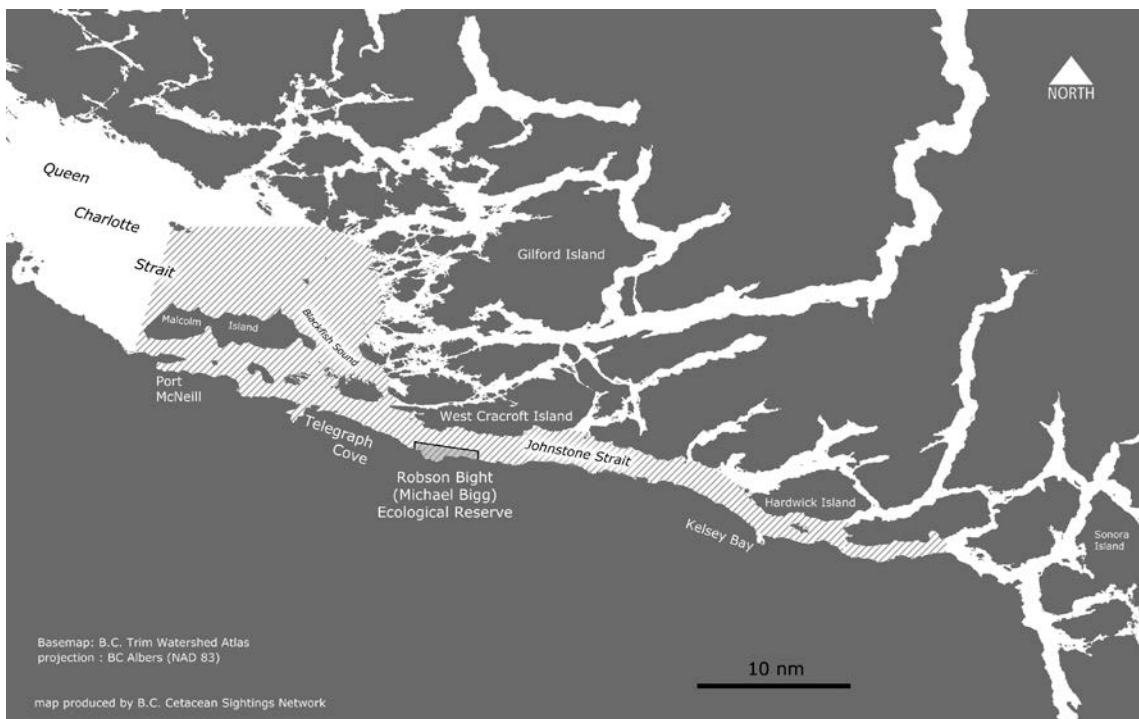 NORTH
Queen
Charlotte
Strait
Gilford Island
Malcolm Island
Blackfish Sound
Port
McNeill
West Cracroft Island
Telegraph
Cove
Johnstone Strait
Robson Bight
(Michael Bigg)
Ecological Reserve
Hardwick Island
Kelsey Bay
Sonora
Island
Basemap: B.C. Trim Watershed Atlas
projection : BC Albers (NAD 83)
10 nm
map produced by B.C. Cetacean Sightings Network